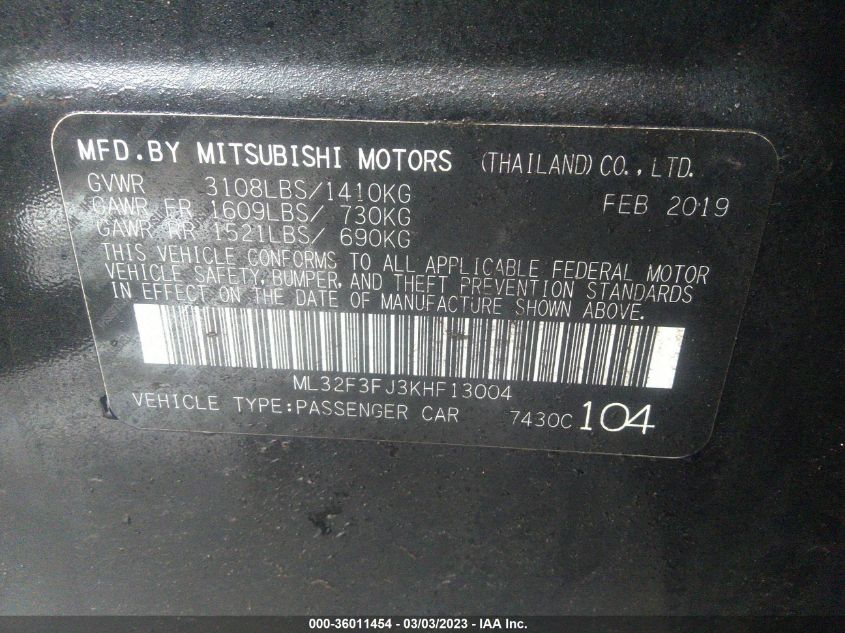 MFD.BY MITSUBISHI MOTORS (THAILAND) CO., LTD.
GVWR 3108LBS/1410KG FEB 2019
GAWR FR 1609LBS/ 730KG
GAWR RR 1521LBS/ 690KG
THIS VEHICLE CONFORMS TO ALL APPLICABLE FEDERAL MOTOR
VEHICLE SAFETY, BUMPER, AND THEFT PREVENTION STANDARDS
IN EFFECT ON THE DATE OF MANUFACTURE SHOWN ABOVE.
ML32F3FJ3KHF13004
VEHICLE TYPE:PASSENGER CAR 7430C 104
000-36011454 - 03/03/2023 - IAA Inc.